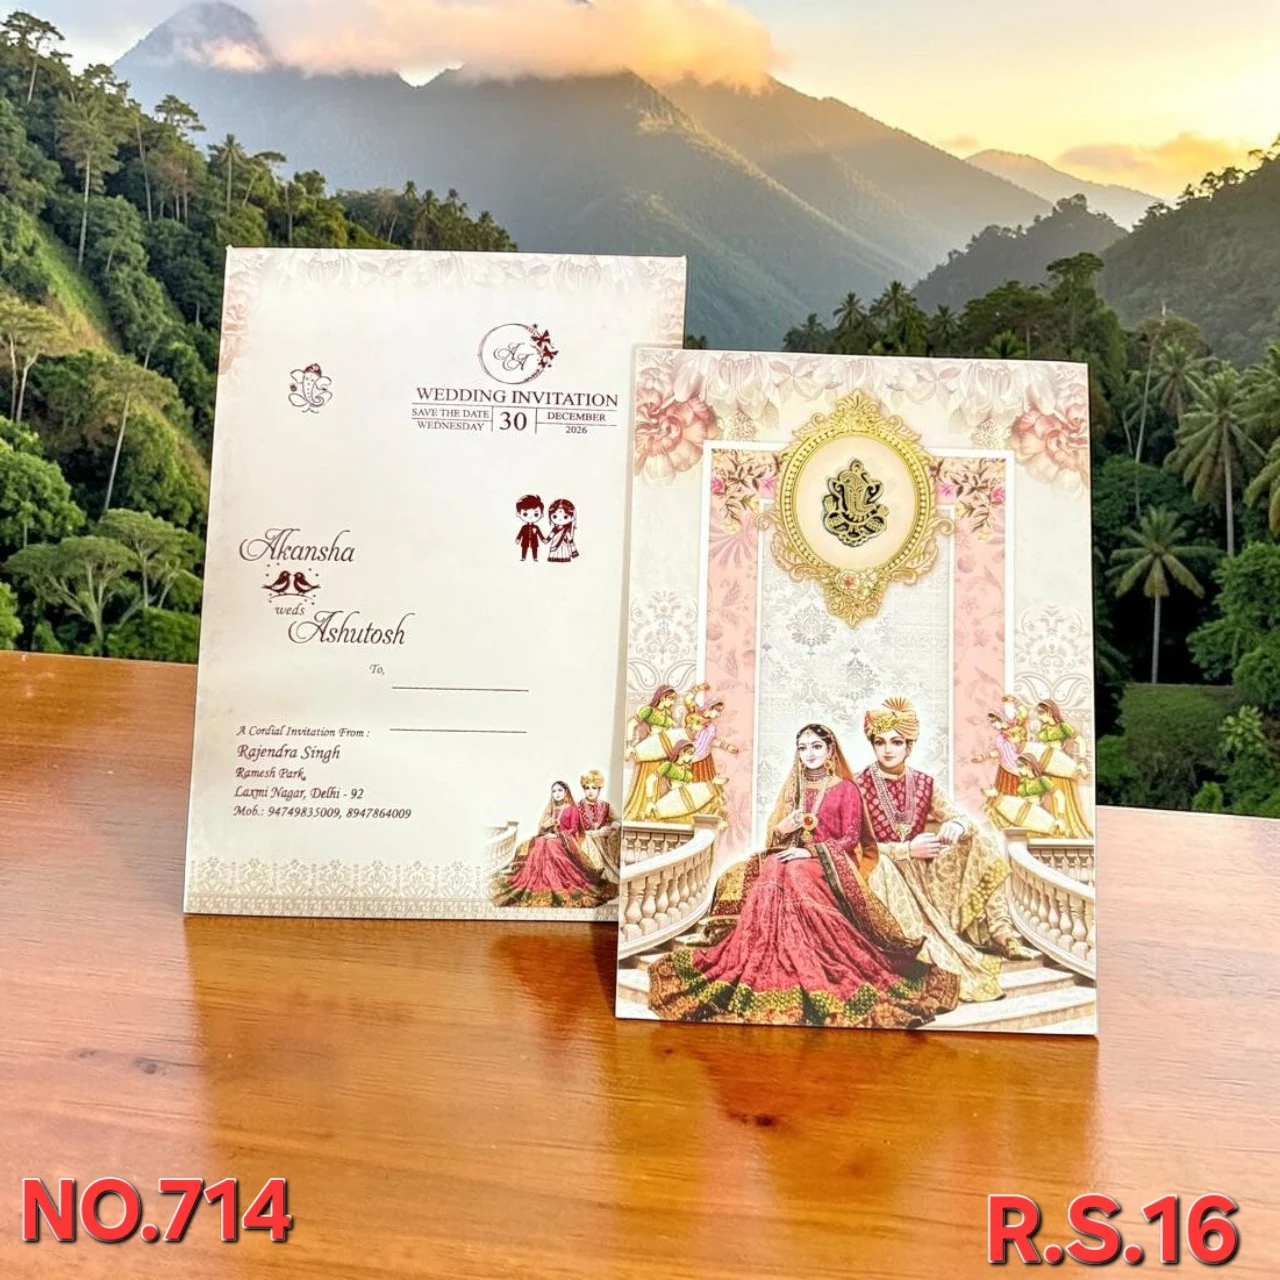 AA
WEDDING INVITATION
SAVE THE DATE
WEDNESDAY
30
DECEMBER
2026
Akansha
weds
Ashutosh
To,
A Cordial Invitation From :
Rajendra Singh
Ramesh Park,
Laxmi Nagar, Delhi - 92
Mob.: 94749835009, 8947864009
NO.714
R.S.16